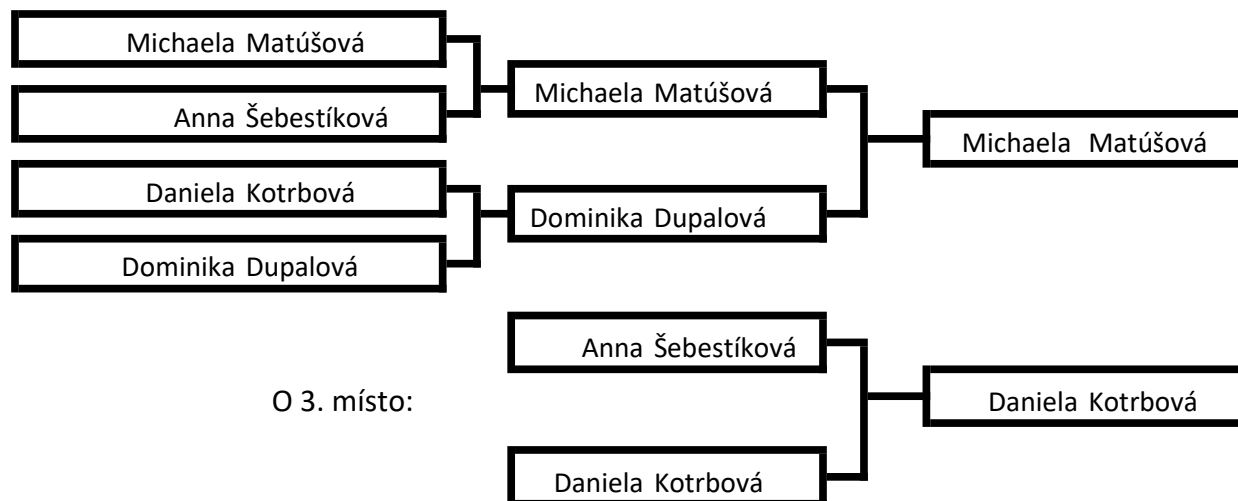 Michaela Matúšová
Anna Šebestíková
Daniela Kotrbová
Dominika Dupalová
Michaela Matúšová
Dominika Dupalová
Michaela Matúšová
O 3. místo:
Anna Šebestíková
Daniela Kotrbová
Daniela Kotrbová